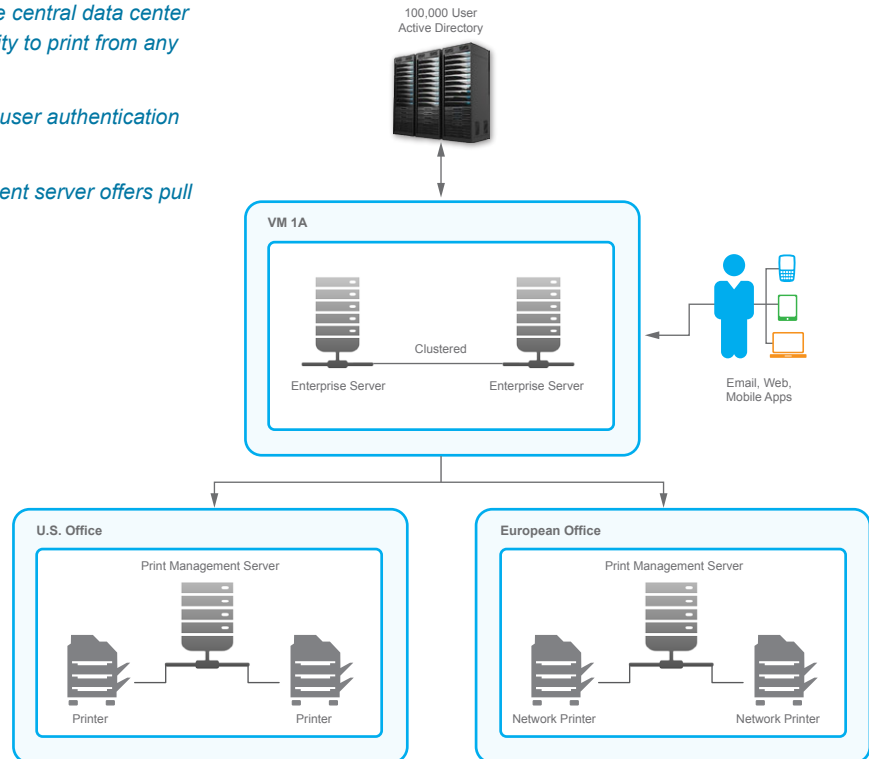 e central data center
ity to print from any
user authentication
ent server offers pull
100,000 User
Active Directory
VM 1A
Clustered
Enterprise Server
Enterprise Server
Email, Web,
Mobile Apps
U.S. Office
Print Management Server
Printer
Printer
European Office
Print Management Server
Network Printer
Network Printer